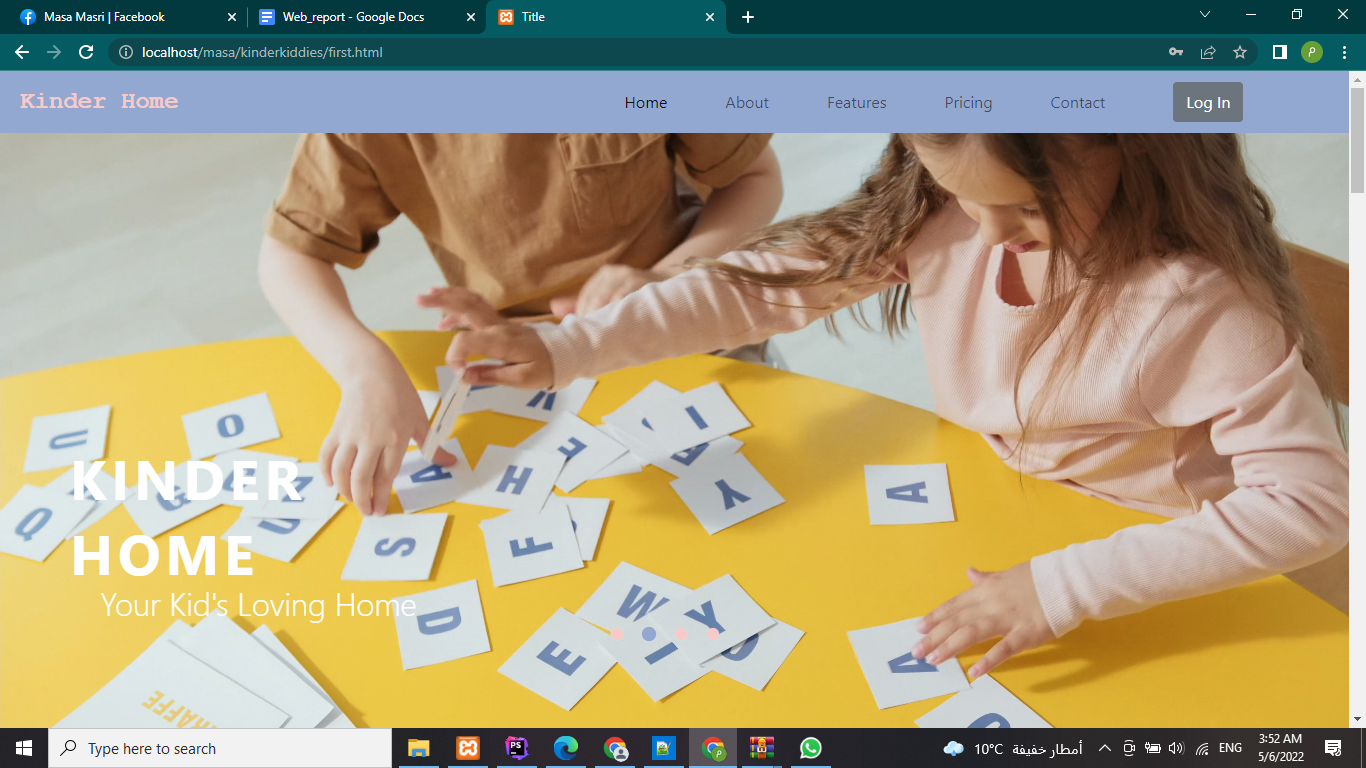 Masa Masri | Facebook
Web_report - Google Docs
Title
localhost/masa/kinderkiddies/first.html
P
Kinder Home
Home
About
Features
Pricing
Contact
Log In
I
V
U
O
A
E
H
Y
A
Q
S
F
W
Y
D
E
I
A
KINDER
HOME
Your Kid's Loving Home
Type here to search
PS
P
10°C أمطار خفيفة
ENG
3:52 AM
5/6/2022